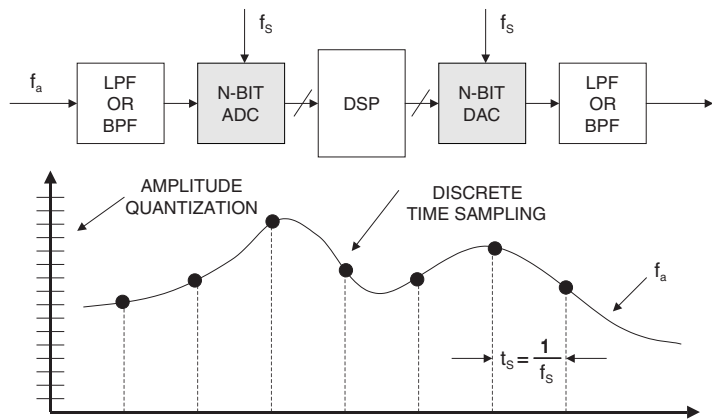 fS
fS
fa
LPF
OR
BPF
N-BIT
ADC
DSP
N-BIT
DAC
LPF
OR
BPF
AMPLITUDE
QUANTIZATION
DISCRETE
TIME SAMPLING
fa
tS = 1
fS